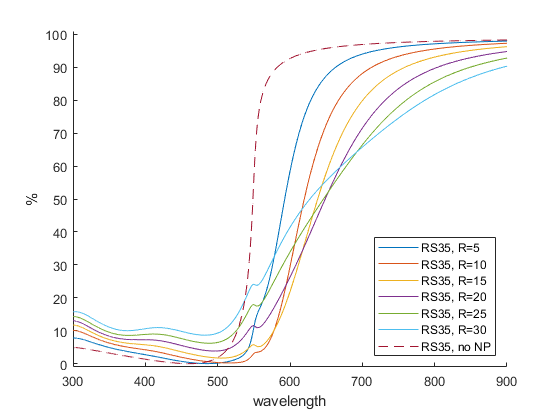 100
90
80
70
60
50
40
30
20
10
0
%
300 400 500 600 700 800 900
wavelength
RS35, R=5
RS35, R=10
RS35, R=15
RS35, R=20
RS35, R=25
RS35, R=30
RS35, no NP